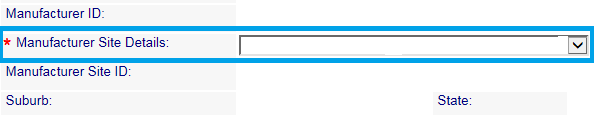 Manufacturer ID:
* Manufacturer Site Details:
Manufacturer Site ID:
Suburb: State: